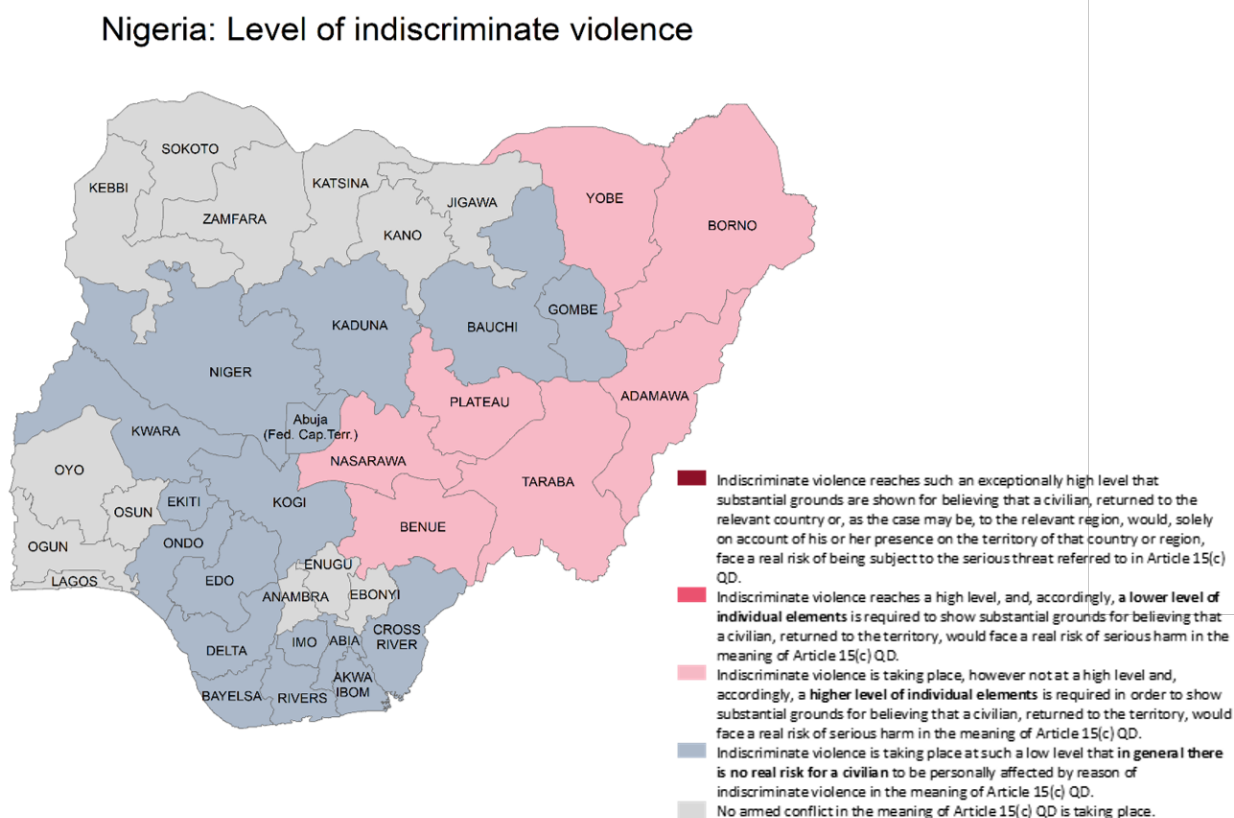 Nigeria: Level of indiscriminate violence
SOKOTO
KEBBI
KATSINA
ZAMFARA
JIGAWA
KANO
YOBE
BORNO
GOMBE
KADUNA
BAUCHI
NIGER
ADAMAWA
PLATEAU
Abuja
(Fed. Cap.Terr.)
KWARA
NASARAWA
OYO
TARABA
EKITI
KOGI
OSUN
BENUE
ONDO
OGUN
ENUGU
LAGOS
EDO
ANAMBRA
EBONYI
IMO
ABIA
CROSS
RIVER
DELTA
AKWA
IBOM
BAYELSA
RIVERS
Indiscriminate violence reaches such an exceptionally high level that
substantial grounds are shown for believing that a civilian, returned to the
relevant country or, as the case may be, to the relevant region, would, solely
on account of his or her presence on the territory of that country or region,
face a real risk of being subject to the serious threat referred to in Article 15(c)
QD.
Indiscriminate violence reaches a high level, and, accordingly, a lower level of
individual elements is required to show substantial grounds for believing that
a civilian, returned to the territory, would face a real risk of serious harm in the
meaning of Article 15(c) QD.
Indiscriminate violence is taking place, however not at a high level and,
accordingly, a higher level of individual elements is required in order to show
substantial grounds for believing that a civilian, returned to the territory, would
face a real risk of serious harm in the meaning of Article 15(c) QD.
Indiscriminate violence is taking place at such a low level that in general there
is no real risk for a civilian to be personally affected by reason of
indiscriminate violence in the meaning of Article 15(c) QD.
No armed conflict in the meaning of Article 15(c) QD is taking place.